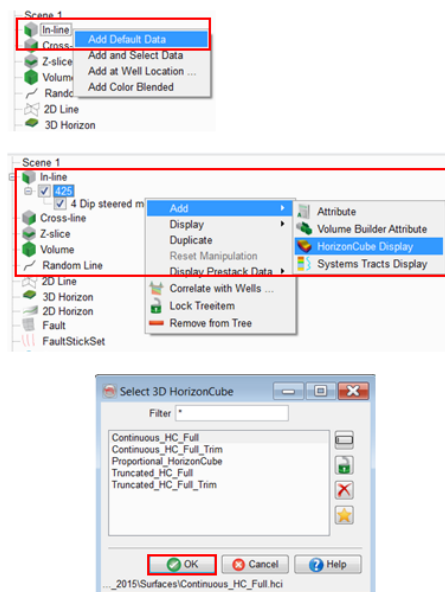 Scene 1
In-line
Add Default Data
Cross-
Add and Select Data
Z-slice
Add at Well Location ...
Volum
Add Color Blended
Rando
2D Line
3D Horizon
Scene 1
In-line
425
4 Dip steered m
Add
Attribute
Cross-line
Display
Volume Builder Attribute
Z-slice
Duplicate
HorizonCube Display
Volume
Reset Manipulation
Systems Tracts Display
Random Line
Display Prestack Data
2D Line
Correlate with Wells ...
3D Horizon
Lock Treeitem
2D Horizon
Remove from Tree
Fault
FaultStickSet
Select 3D HorizonCube
Filter *
Continuous_HC_Full
Continuous_HC_Full_Trim
Proportional_HorizonCube
Truncated_HC_Full
Truncated_HC_Full_Trim
OK Cancel Help
..._2015\Surfaces\Continuous_HC_Full.hci